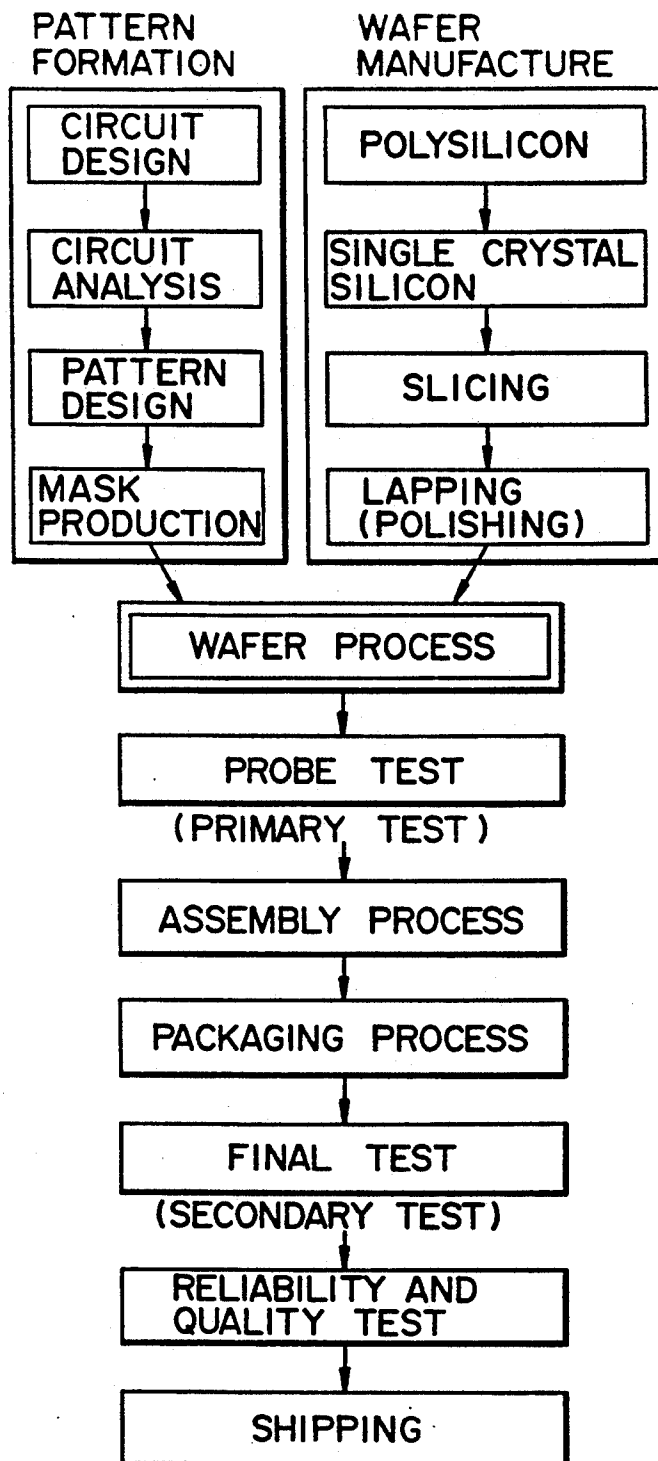 PATTERN
FORMATION
CIRCUIT
DESIGN
CIRCUIT
ANALYSIS
PATTERN
DESIGN
MASK
PRODUCTION
WAFER
MANUFACTURE
POLYSILICON
SINGLE CRYSTAL
SILICON
SLICING
LAPPING
(POLISHING)
WAFER PROCESS
PROBE TEST
(PRIMARY TEST)
ASSEMBLY PROCESS
PACKAGING PROCESS
FINAL TEST
(SECONDARY TEST)
RELIABILITY AND
QUALITY TEST
SHIPPING